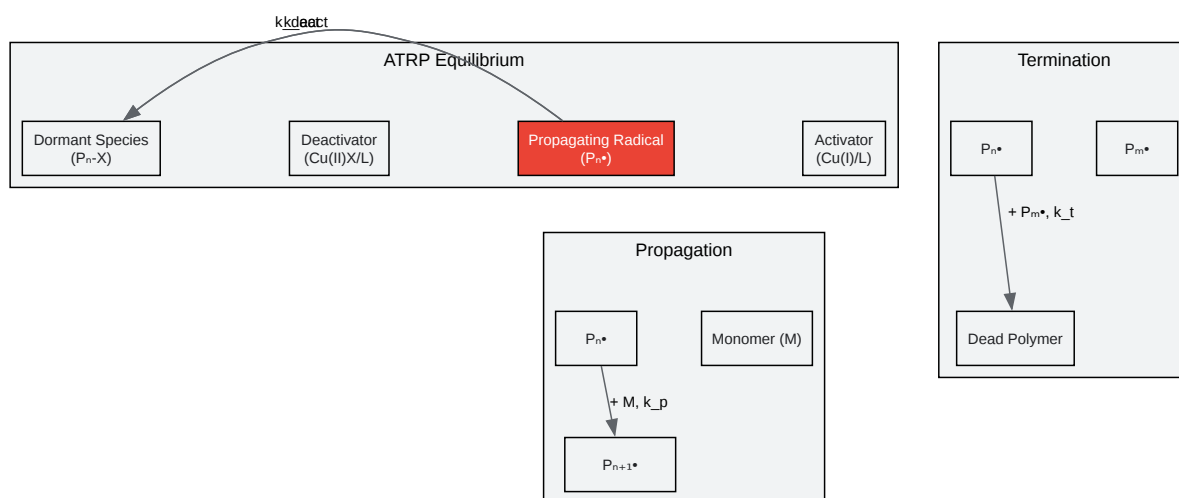 ATRP Equilibrium
Dormant Species
(Pₙ-X)
Deactivator
(Cu(II)X/L)
Propagating Radical
(Pₙ•)
Activator
(Cu(I)/L)
Termination
Pₙ•
Pₘ•
+ Pₘ•, k_t
Dead Polymer
Propagation
Pₙ•
Monomer (M)
+ M, k_p
Pₙ₊₁•